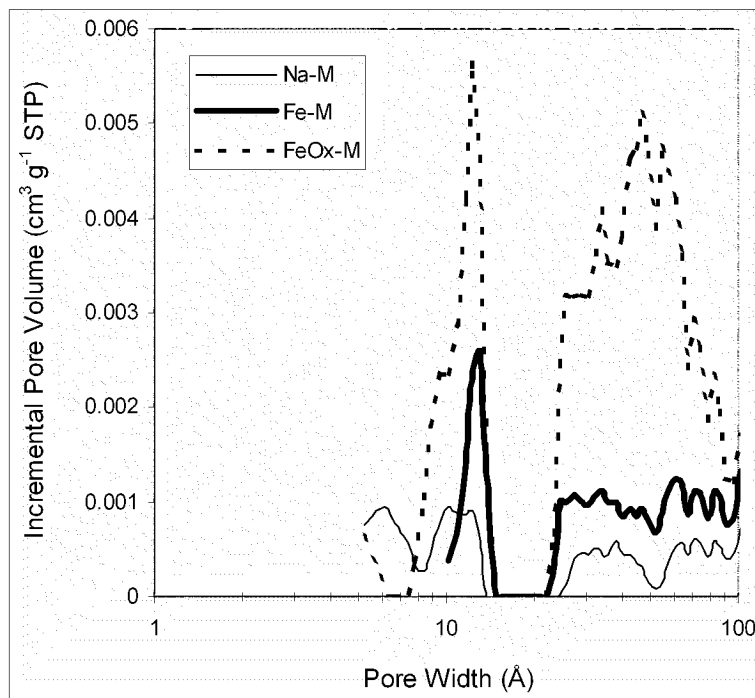 0.006
0.005
0.004
0.003
0.002
0.001
0
Incremental Pore Volume (cm³ g⁻¹ STP)
Na-M
Fe-M
FeOx-M
1
10
100
Pore Width (Å)